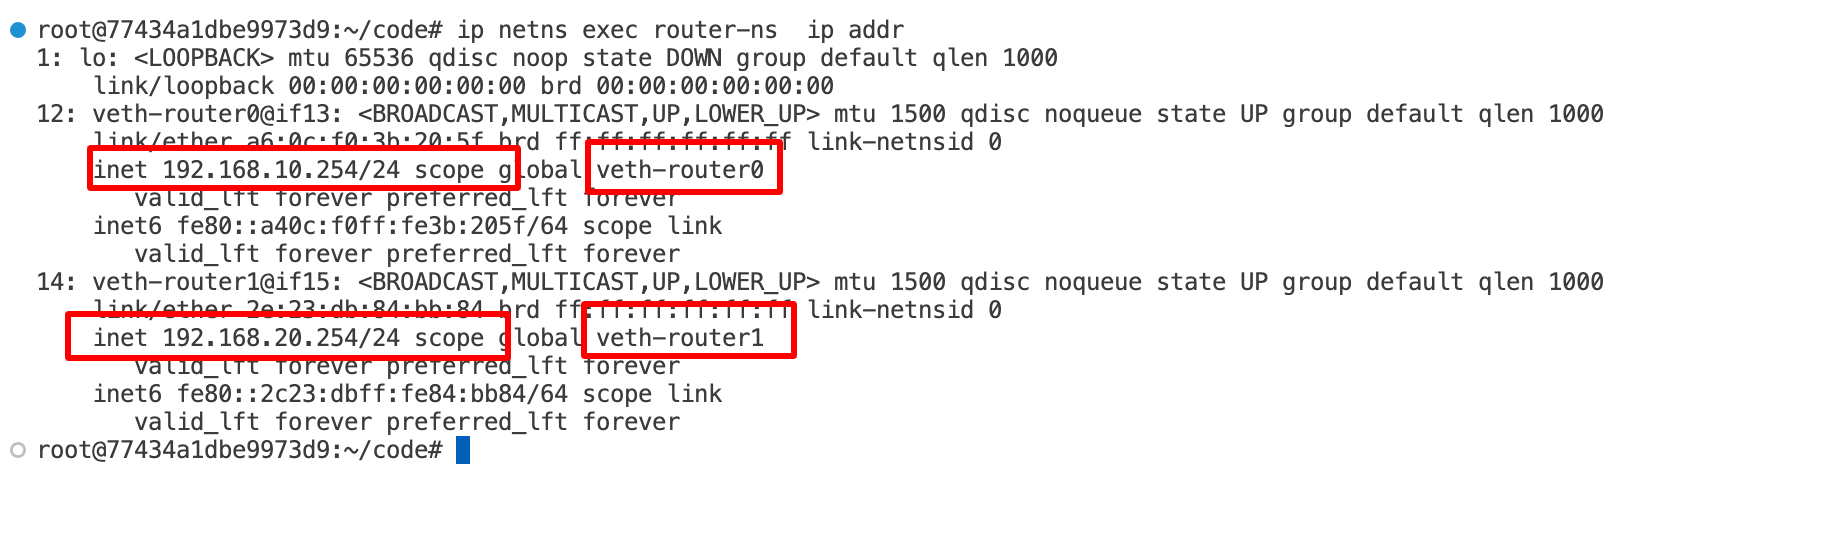 root@77434a1dbe9973d9:~/code# ip netns exec router-ns  ip addr
1: lo: <LOOPBACK> mtu 65536 qdisc noop state DOWN group default qlen 1000
    link/loopback 00:00:00:00:00:00 brd 00:00:00:00:00:00
12: veth-router0@if13: <BROADCAST,MULTICAST,UP,LOWER_UP> mtu 1500 qdisc noqueue state UP group default qlen 1000
    link/ether a6:0c:f0:3b:20:5f brd ff:ff:ff:ff:ff:ff link-netnsid 0
    inet 192.168.10.254/24 scope global veth-router0
       valid_lft forever preferred_lft forever
    inet6 fe80::a40c:f0ff:fe3b:205f/64 scope link
       valid_lft forever preferred_lft forever
14: veth-router1@if15: <BROADCAST,MULTICAST,UP,LOWER_UP> mtu 1500 qdisc noqueue state UP group default qlen 1000
    link/ether 2e:23:db:84:bb:84 brd ff:ff:ff:ff:ff:ff link-netnsid 0
    inet 192.168.20.254/24 scope global veth-router1
       valid_lft forever preferred_lft forever
    inet6 fe80::2c23:dbff:fe84:bb84/64 scope link
       valid_lft forever preferred_lft forever
root@77434a1dbe9973d9:~/code#